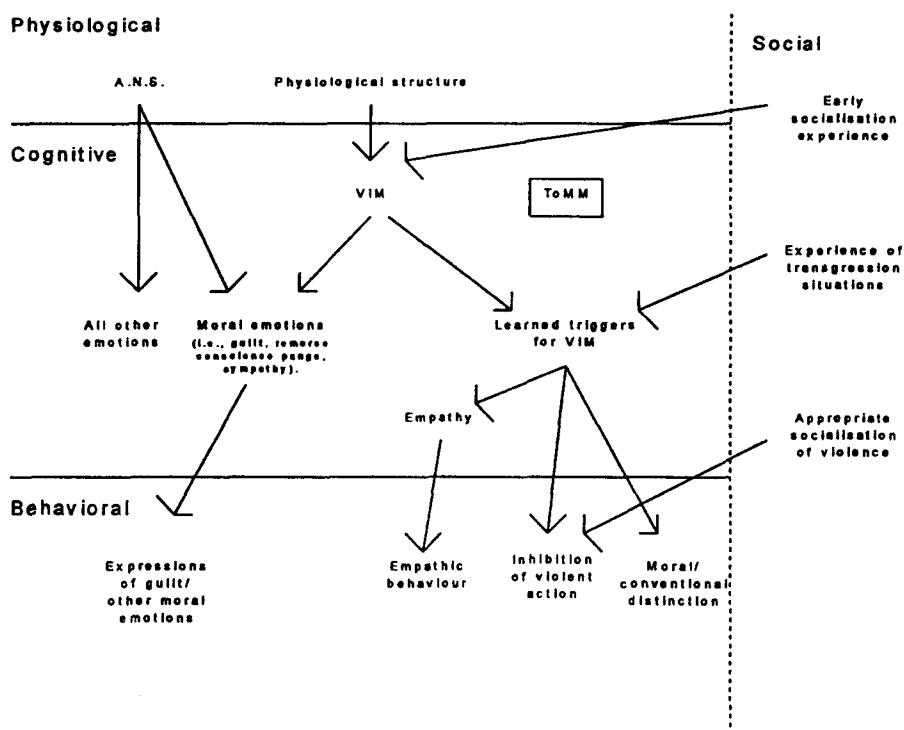 Physiological
Social
A.N.S.
Physiological structure
Early
socialisation
experience
Cognitive
VIM
ToMM
Experience of
transgression
situations
All other
emotions
Moral emotions
(i.e., guilt, remorse
conscience pangs,
sympathy).
Learned triggers
for VIM
Empathy
Appropriate
socialisation
of violence
Behavioral
Expressions
of guilt/
other moral
emotions
Empathic
behaviour
Inhibition
of violent
action
Moral/
conventional
distinction